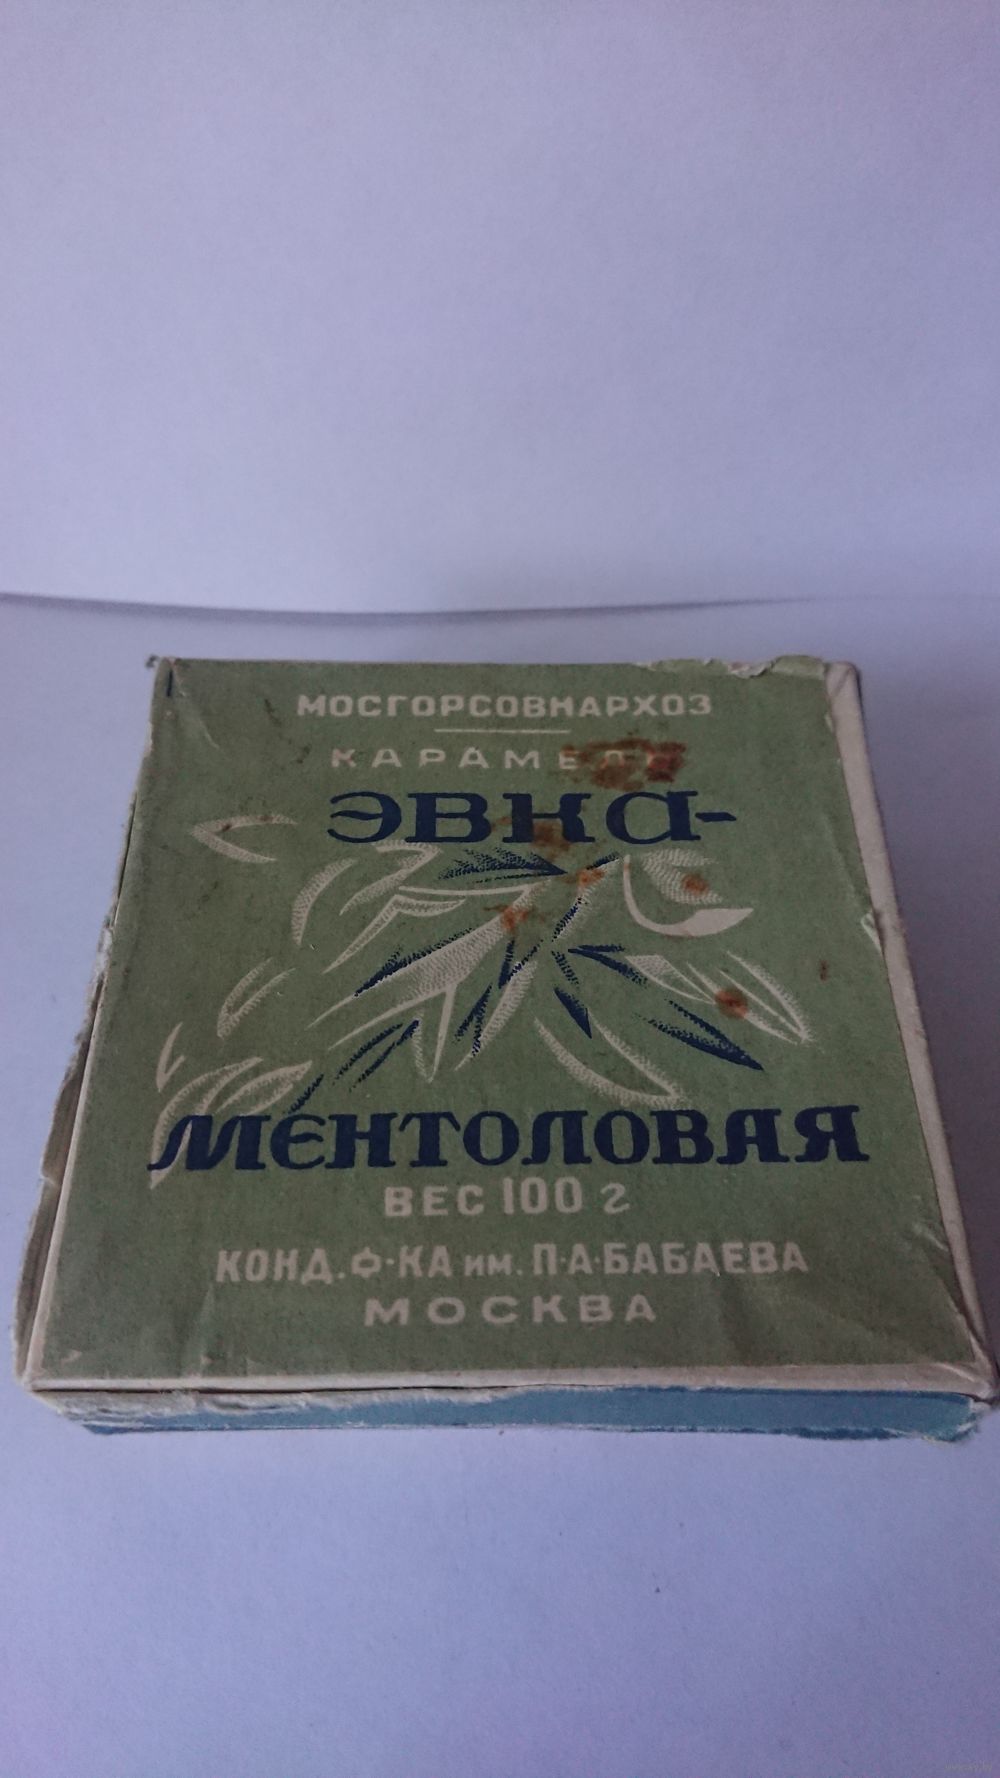 МОСГОРСОВНАРХОЗ
КАРАМЕЛЬ
ЭВКА-
МЕНТОЛОВАЯ
ВЕС 100 г
КОНД. Ф-КА им. П·А·БАБАЕВА
МОСКВА